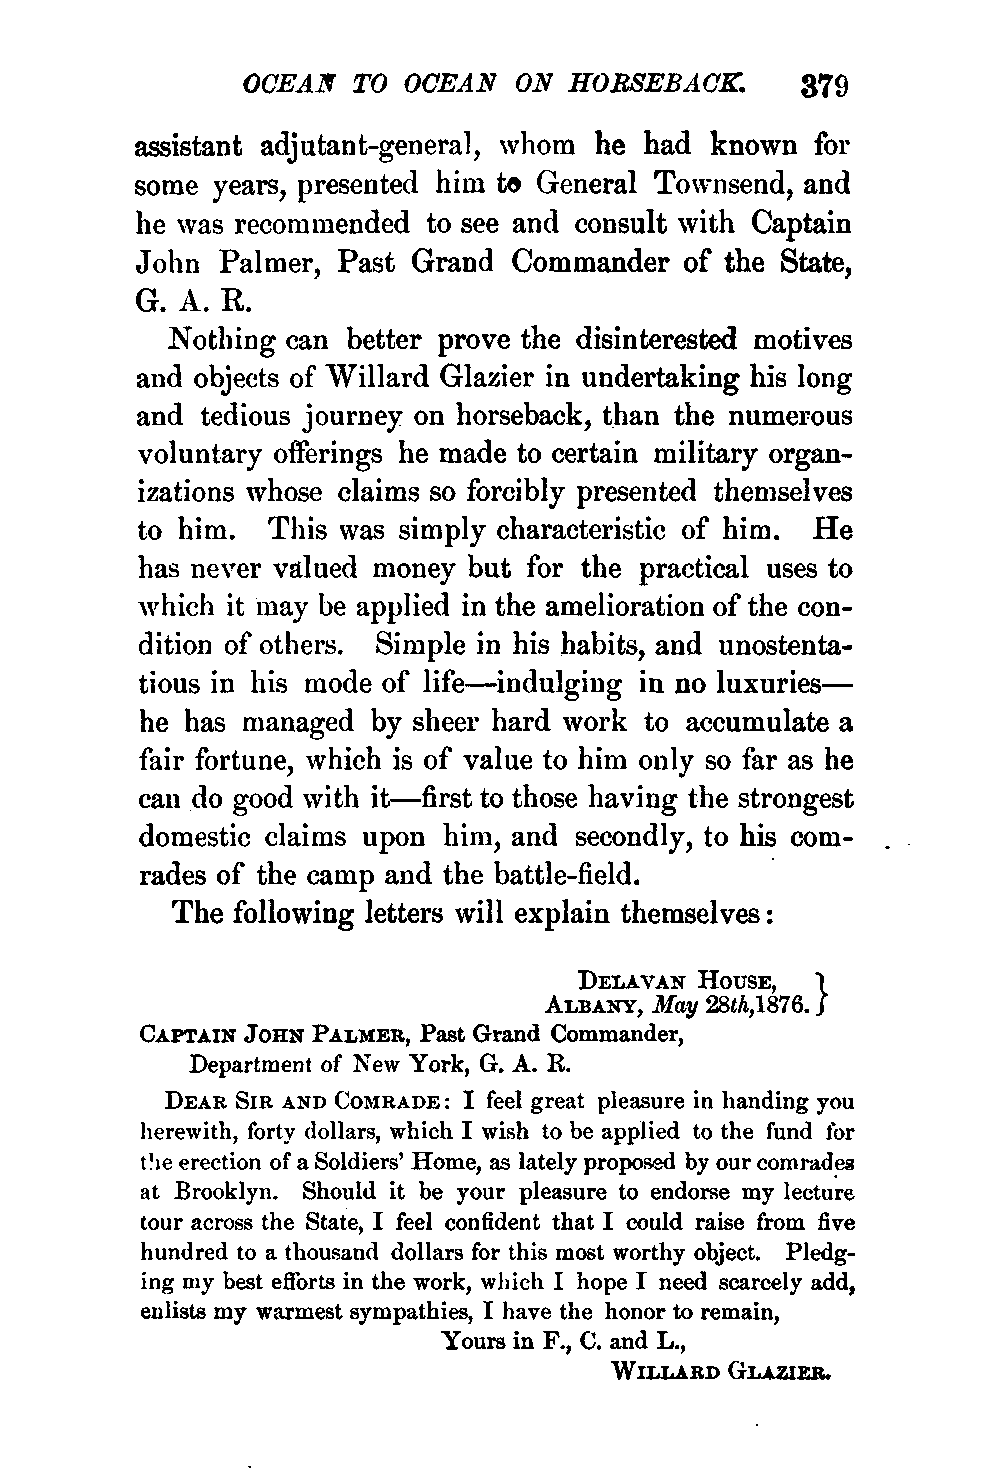 OCEAN TO OCEAN ON HORSEBACK. 379
assistant adjutant-general, whom he had known for
some years, presented him to General Townsend, and
he was recommended to see and consult with Captain
John Palmer, Past Grand Commander of the State,
G. A. R.
Nothing can better prove the disinterested motives
and objects of Willard Glazier in undertaking his long
and tedious journey on horseback, than the numerous
voluntary offerings he made to certain military organ-
izations whose claims so forcibly presented themselves
to him. This was simply characteristic of him. He
has never valued money but for the practical uses to
which it may be applied in the amelioration of the con-
dition of others. Simple in his habits, and unostenta-
tious in his mode of life—indulging in no luxuries—
he has managed by sheer hard work to accumulate a
fair fortune, which is of value to him only so far as he
can do good with it—first to those having the strongest
domestic claims upon him, and secondly, to his com-
rades of the camp and the battle-field.
The following letters will explain themselves:
DELAVAN HOUSE, }
ALBANY, May 28th, 1876. }
CAPTAIN JOHN PALMER, Past Grand Commander,
Department of New York, G. A. R.
DEAR SIR AND COMRADE: I feel great pleasure in handing you
herewith, forty dollars, which I wish to be applied to the fund for
the erection of a Soldiers' Home, as lately proposed by our comrades
at Brooklyn. Should it be your pleasure to endorse my lecture
tour across the State, I feel confident that I could raise from five
hundred to a thousand dollars for this most worthy object. Pledg-
ing my best efforts in the work, which I hope I need scarcely add,
enlists my warmest sympathies, I have the honor to remain,
Yours in F., C. and L.,
WILLARD GLAZIER.